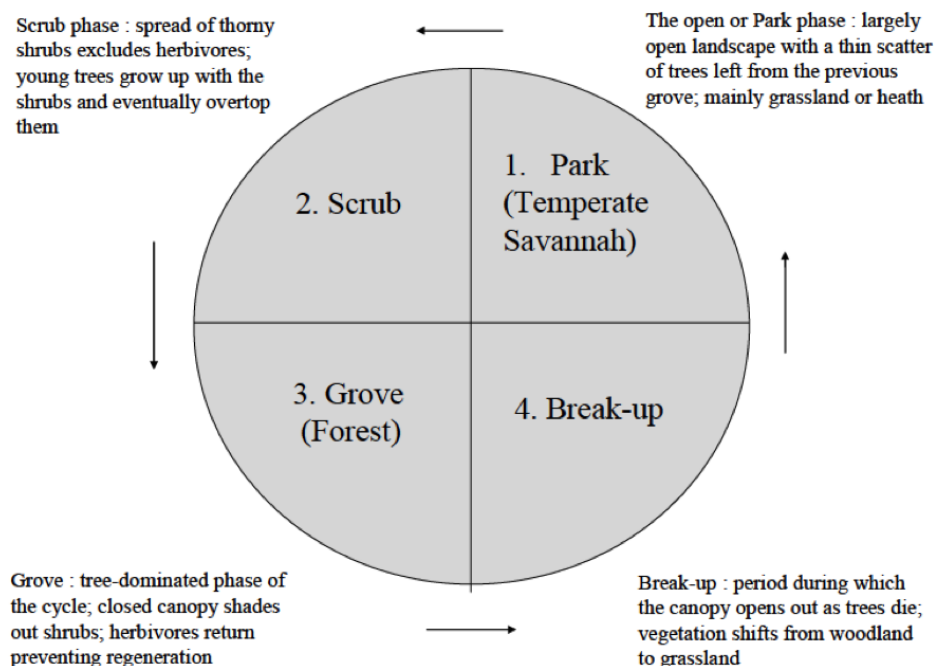 Scrub phase : spread of thorny
shrubs excludes herbivores;
young trees grow up with the
shrubs and eventually overtop
them
The open or Park phase : largely
open landscape with a thin scatter
of trees left from the previous
grove; mainly grassland or heath
2. Scrub
1. Park
(Temperate
Savannah)
3. Grove
(Forest)
4. Break-up
Grove : tree-dominated phase of
the cycle; closed canopy shades
out shrubs; herbivores return
preventing regeneration
Break-up : period during which
the canopy opens out as trees die;
vegetation shifts from woodland
to grassland